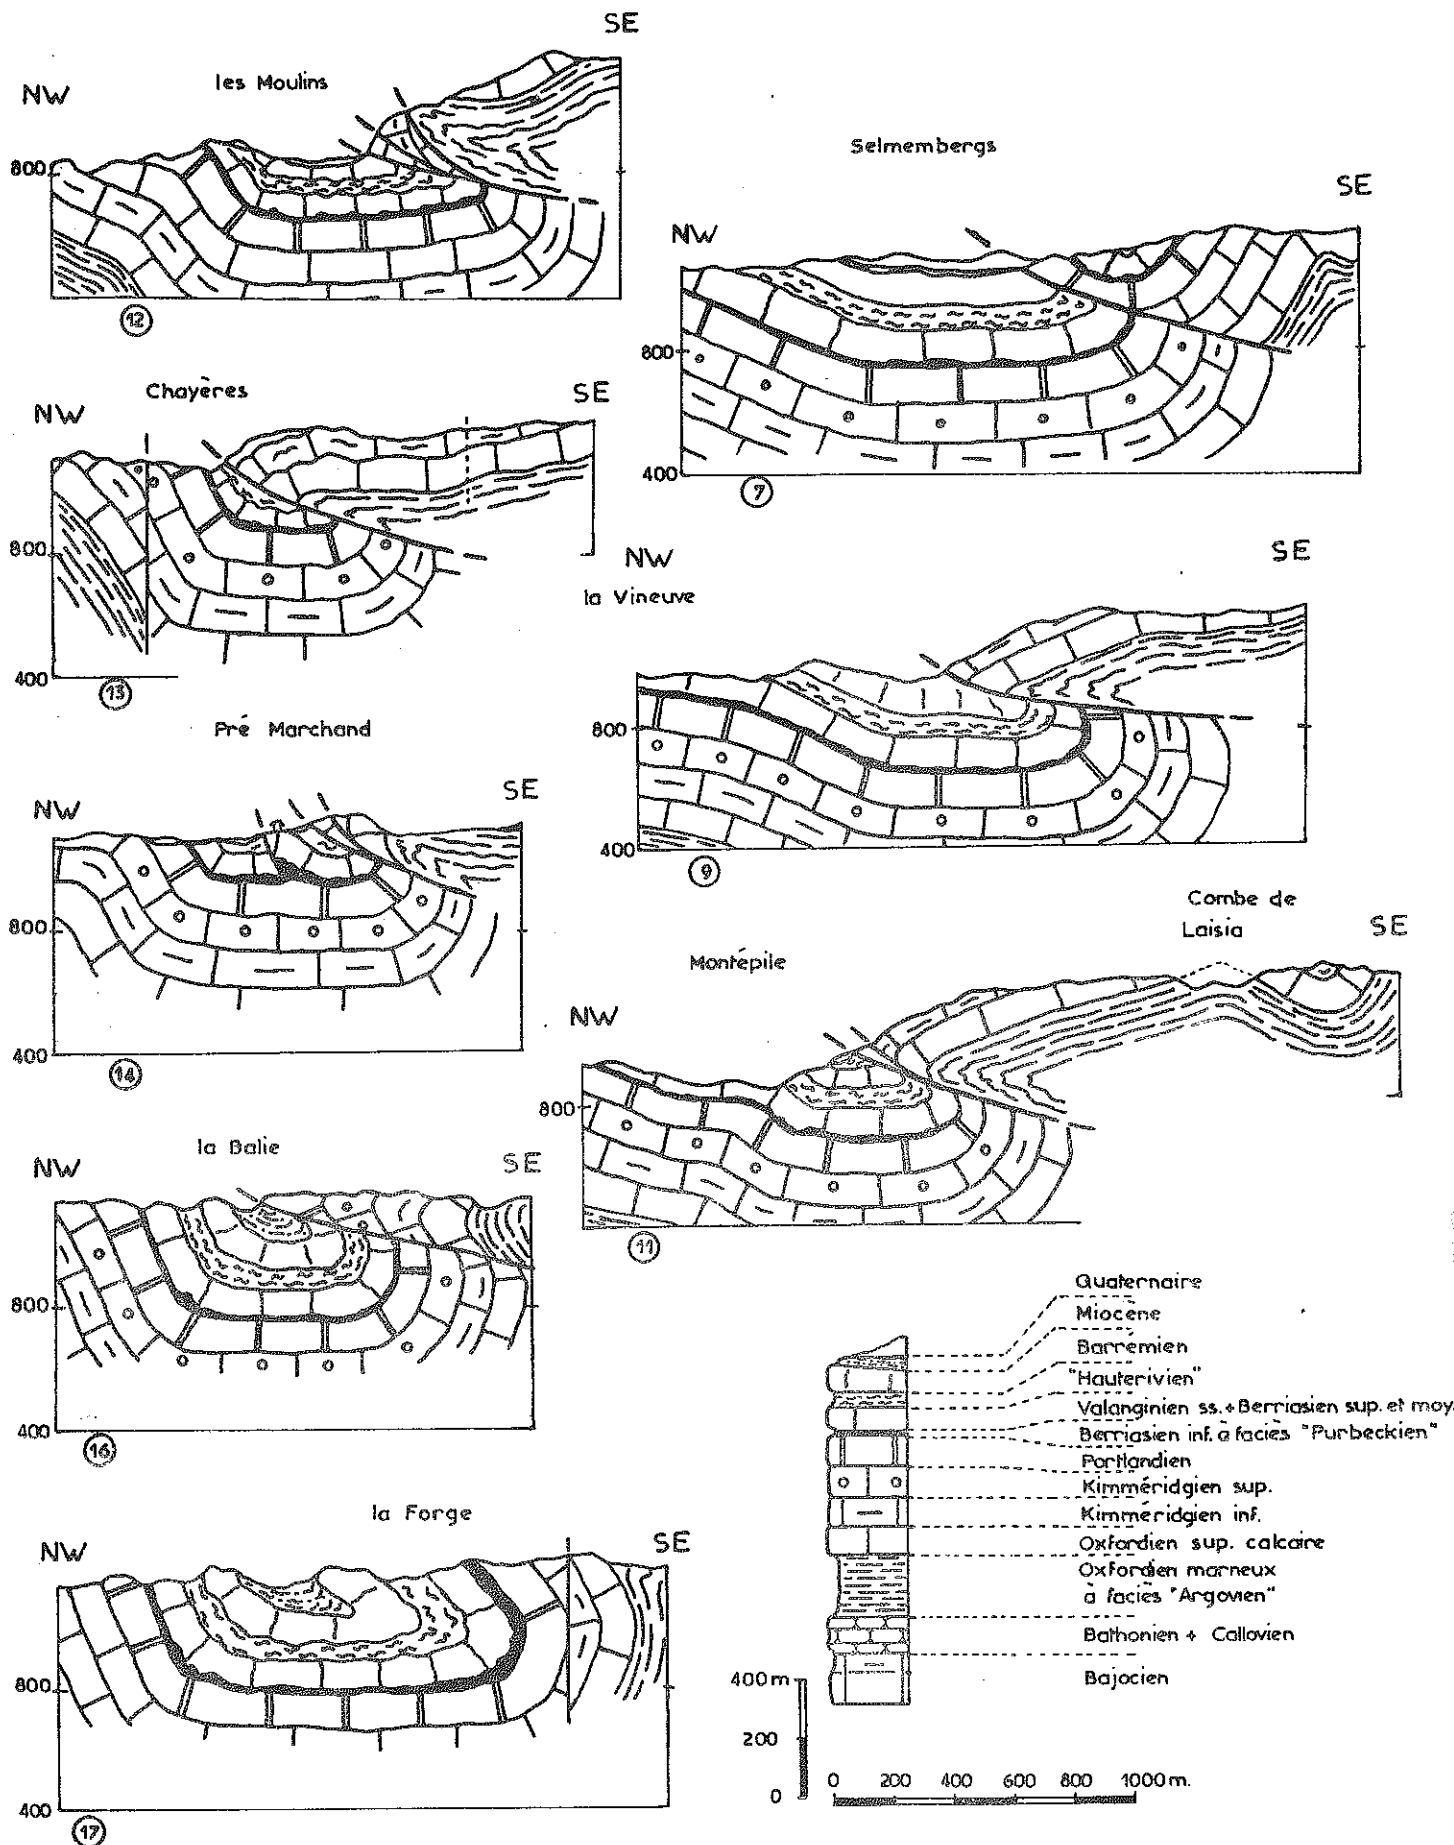 SE
les Moulins
NW
800
12
Selmembergs
SE
NW
800
400
7
Chayères
NW
SE
800
400
13
NW
SE
la Vineuve
800
400
9
Pré Marchand
NW
SE
800
400
14
Combe de
Laisia
SE
Montépile
NW
800
11
la Balie
NW
SE
800
400
16
la Forge
NW
SE
800
400
17
Quaternaire
Miocène
Barrémien
"Hauterivien"
Valanginien ss.+Berriasien sup. et moy.
Berriasien inf. à faciès "Purbeckien"
Portlandien
Kimméridgien sup.
Kimméridgien inf.
Oxfordien sup. calcaire
Oxfordien marneux
à faciès "Argovien"
Bathonien + Callovien
Bajocien
400 m
200
0
0 200 400 600 800 1000 m.